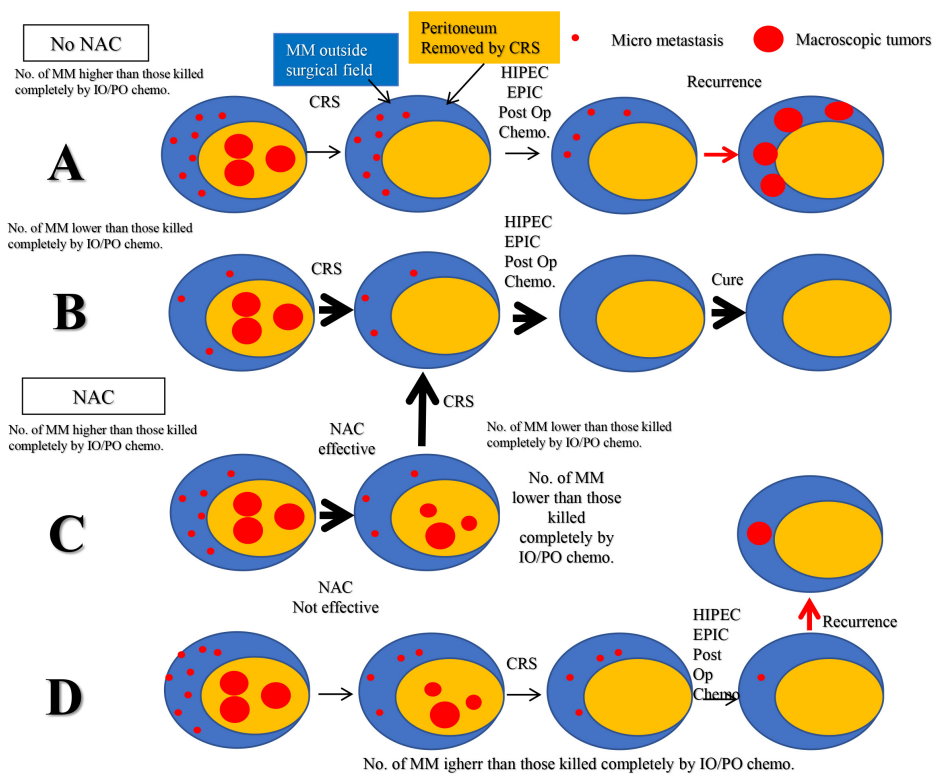 No NAC
No. of MM higher than those killed
completely by IO/PO chemo.
MM outside
surgical field
Peritoneum
Removed by CRS
Micro metastasis
Macroscopic tumors
A
CRS
HIPEC
EPIC
Post Op
Chemo.
Recurrence
No. of MM lower than those killed
completely by IO/PO chemo.
B
CRS
HIPEC
EPIC
Post Op
Chemo.
Cure
NAC
No. of MM higher than those killed
completely by IO/PO chemo.
NAC
effective
CRS
No. of MM lower than those killed
completely by IO/PO chemo.
C
No. of MM
lower than those
killed
completely by
IO/PO chemo.
NAC
Not effective
D
CRS
HIPEC
EPIC
Post
Op
Chemo
Recurrence
No. of MM igherr than those killed completely by IO/PO chemo.